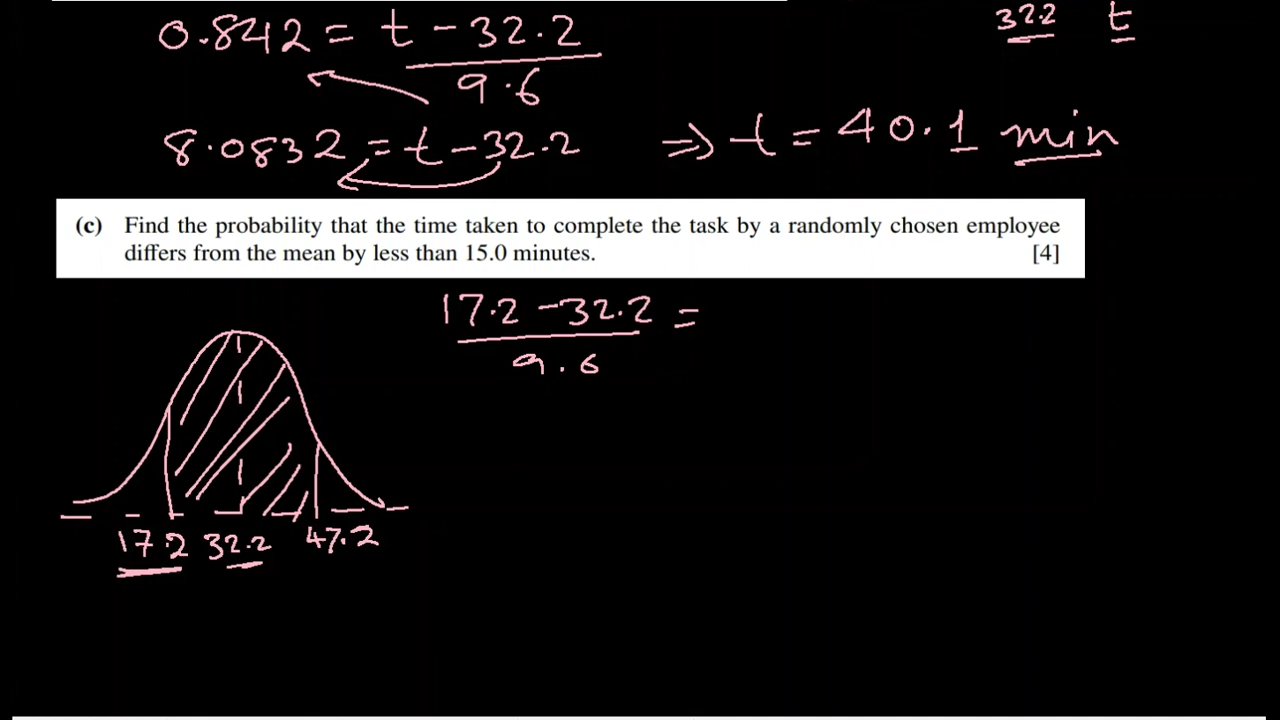 0.842 = t - 32.2
9.6
32.2 t
8.0832 = t - 32.2 => t = 40.1 min
(c) Find the probability that the time taken to complete the task by a randomly chosen employee
differs from the mean by less than 15.0 minutes. [4]
17.2 - 32.2 =
9.6
17.2 32.2 47.2